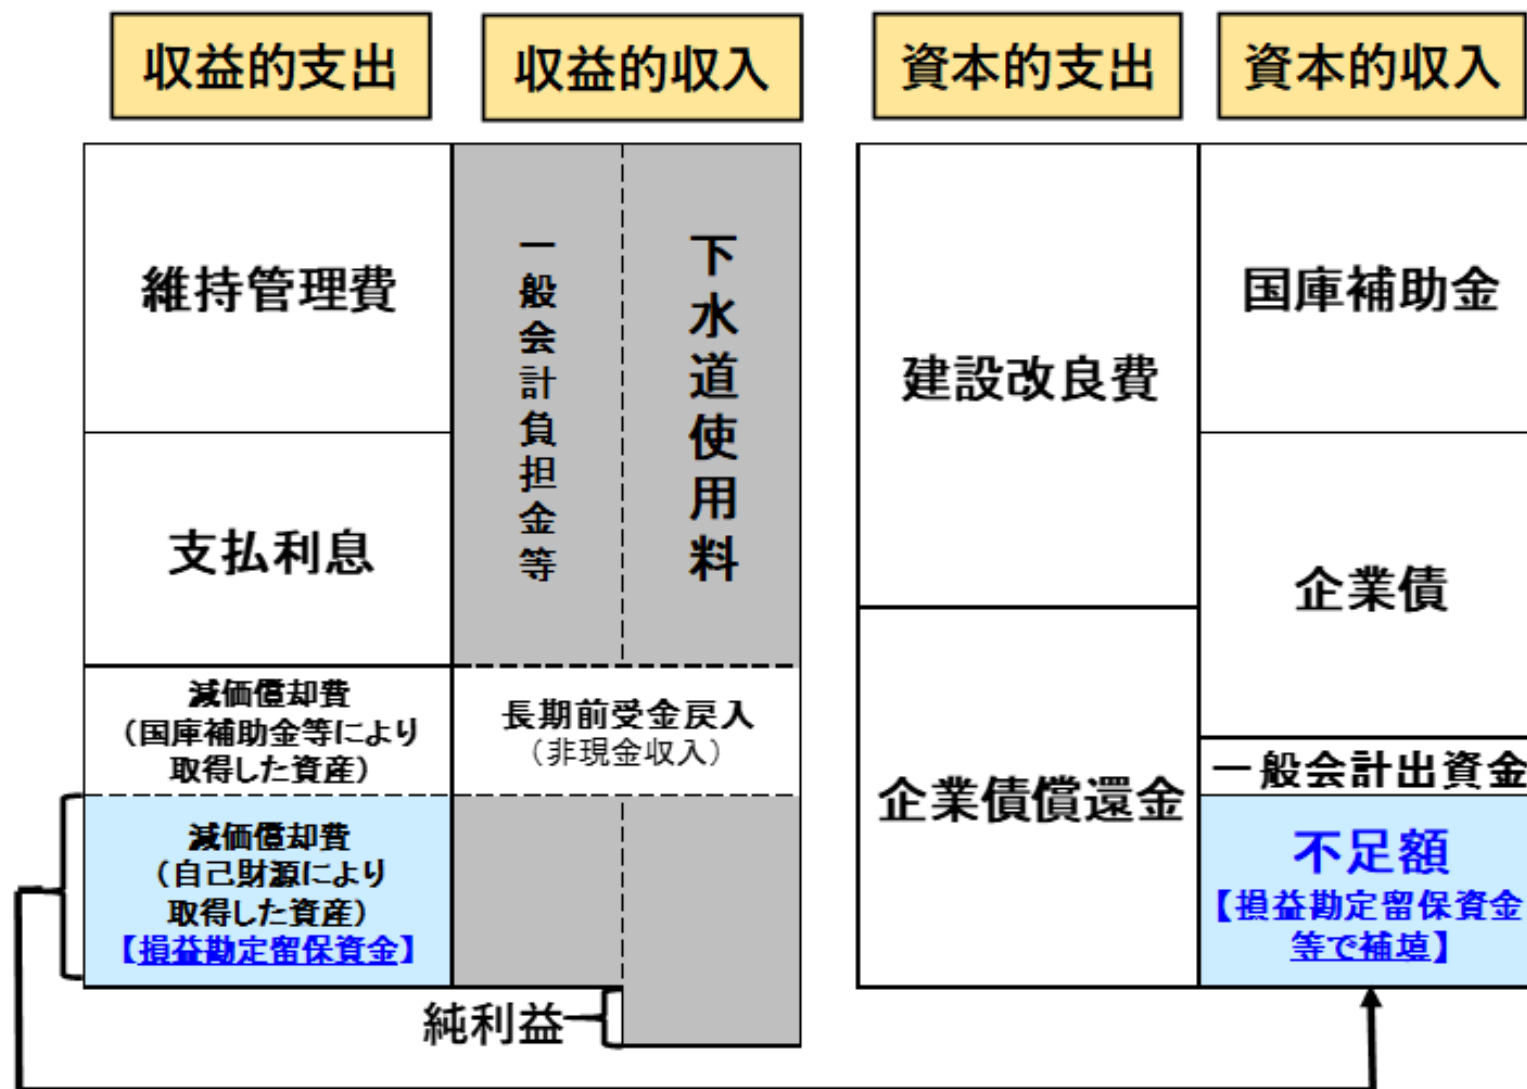 収益的支出
収益的収入
資本的支出
資本的収入
維持管理費
支払利息
減価償却費
（国庫補助金等により
取得した資産）
減価償却費
（自己財源により
取得した資産）
【損益勘定留保資金】
一般会計負担金等
下水道使用料
長期前受金戻入
（非現金収入）
純利益
建設改良費
企業債償還金
国庫補助金
企業債
一般会計出資金
不足額
【損益勘定留保資金
等で補塡】